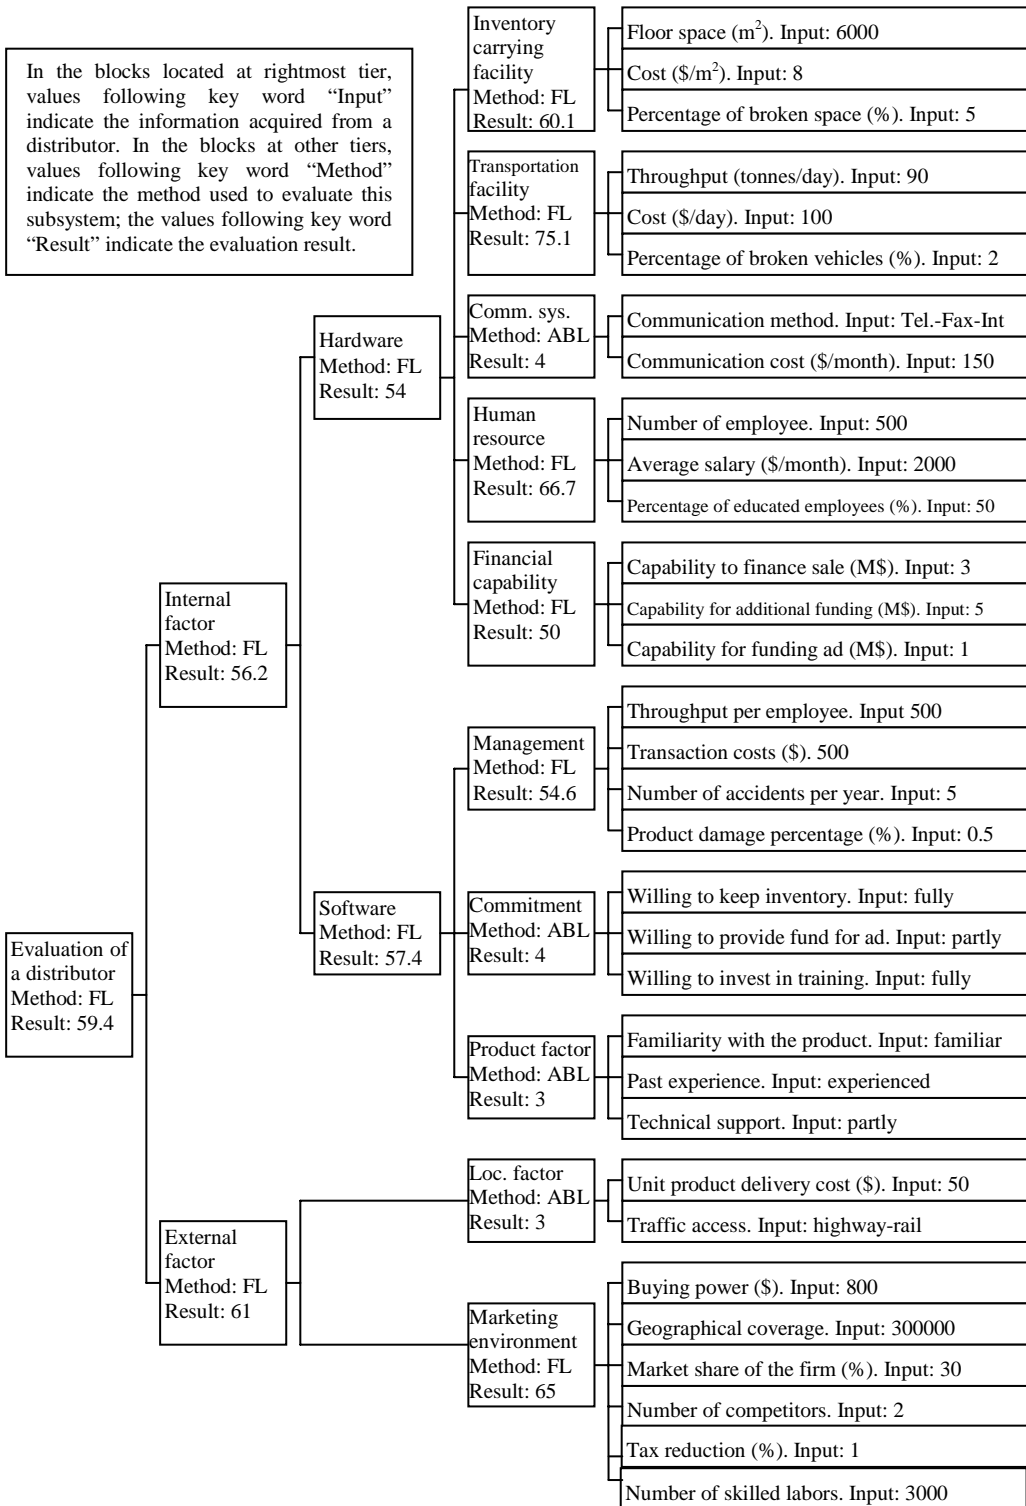 In the blocks located at rightmost tier,
values following key word “Input”
indicate the information acquired from a
distributor. In the blocks at other tiers,
values following key word “Method”
indicate the method used to evaluate this
subsystem; the values following key word
“Result” indicate the evaluation result.
Evaluation of
a distributor
Method: FL
Result: 59.4
Internal
factor
Method: FL
Result: 56.2
External
factor
Method: FL
Result: 61
Hardware
Method: FL
Result: 54
Software
Method: FL
Result: 57.4
Inventory
carrying
facility
Method: FL
Result: 60.1
Floor space (m²). Input: 6000
Cost ($/m²). Input: 8
Percentage of broken space (%). Input: 5
Transportation
facility
Method: FL
Result: 75.1
Throughput (tonnes/day). Input: 90
Cost ($/day). Input: 100
Percentage of broken vehicles (%). Input: 2
Comm. sys.
Method: ABL
Result: 4
Communication method. Input: Tel.-Fax-Int
Communication cost ($/month). Input: 150
Human
resource
Method: FL
Result: 66.7
Number of employee. Input: 500
Average salary ($/month). Input: 2000
Percentage of educated employees (%). Input: 50
Financial
capability
Method: FL
Result: 50
Capability to finance sale (M$). Input: 3
Capability for additional funding (M$). Input: 5
Capability for funding ad (M$). Input: 1
Management
Method: FL
Result: 54.6
Throughput per employee. Input 500
Transaction costs ($). 500
Number of accidents per year. Input: 5
Product damage percentage (%). Input: 0.5
Commitment
Method: ABL
Result: 4
Willing to keep inventory. Input: fully
Willing to provide fund for ad. Input: partly
Willing to invest in training. Input: fully
Product factor
Method: ABL
Result: 3
Familiarity with the product. Input: familiar
Past experience. Input: experienced
Technical support. Input: partly
Loc. factor
Method: ABL
Result: 3
Unit product delivery cost ($). Input: 50
Traffic access. Input: highway-rail
Marketing
environment
Method: FL
Result: 65
Buying power ($). Input: 800
Geographical coverage. Input: 300000
Market share of the firm (%). Input: 30
Number of competitors. Input: 2
Tax reduction (%). Input: 1
Number of skilled labors. Input: 3000